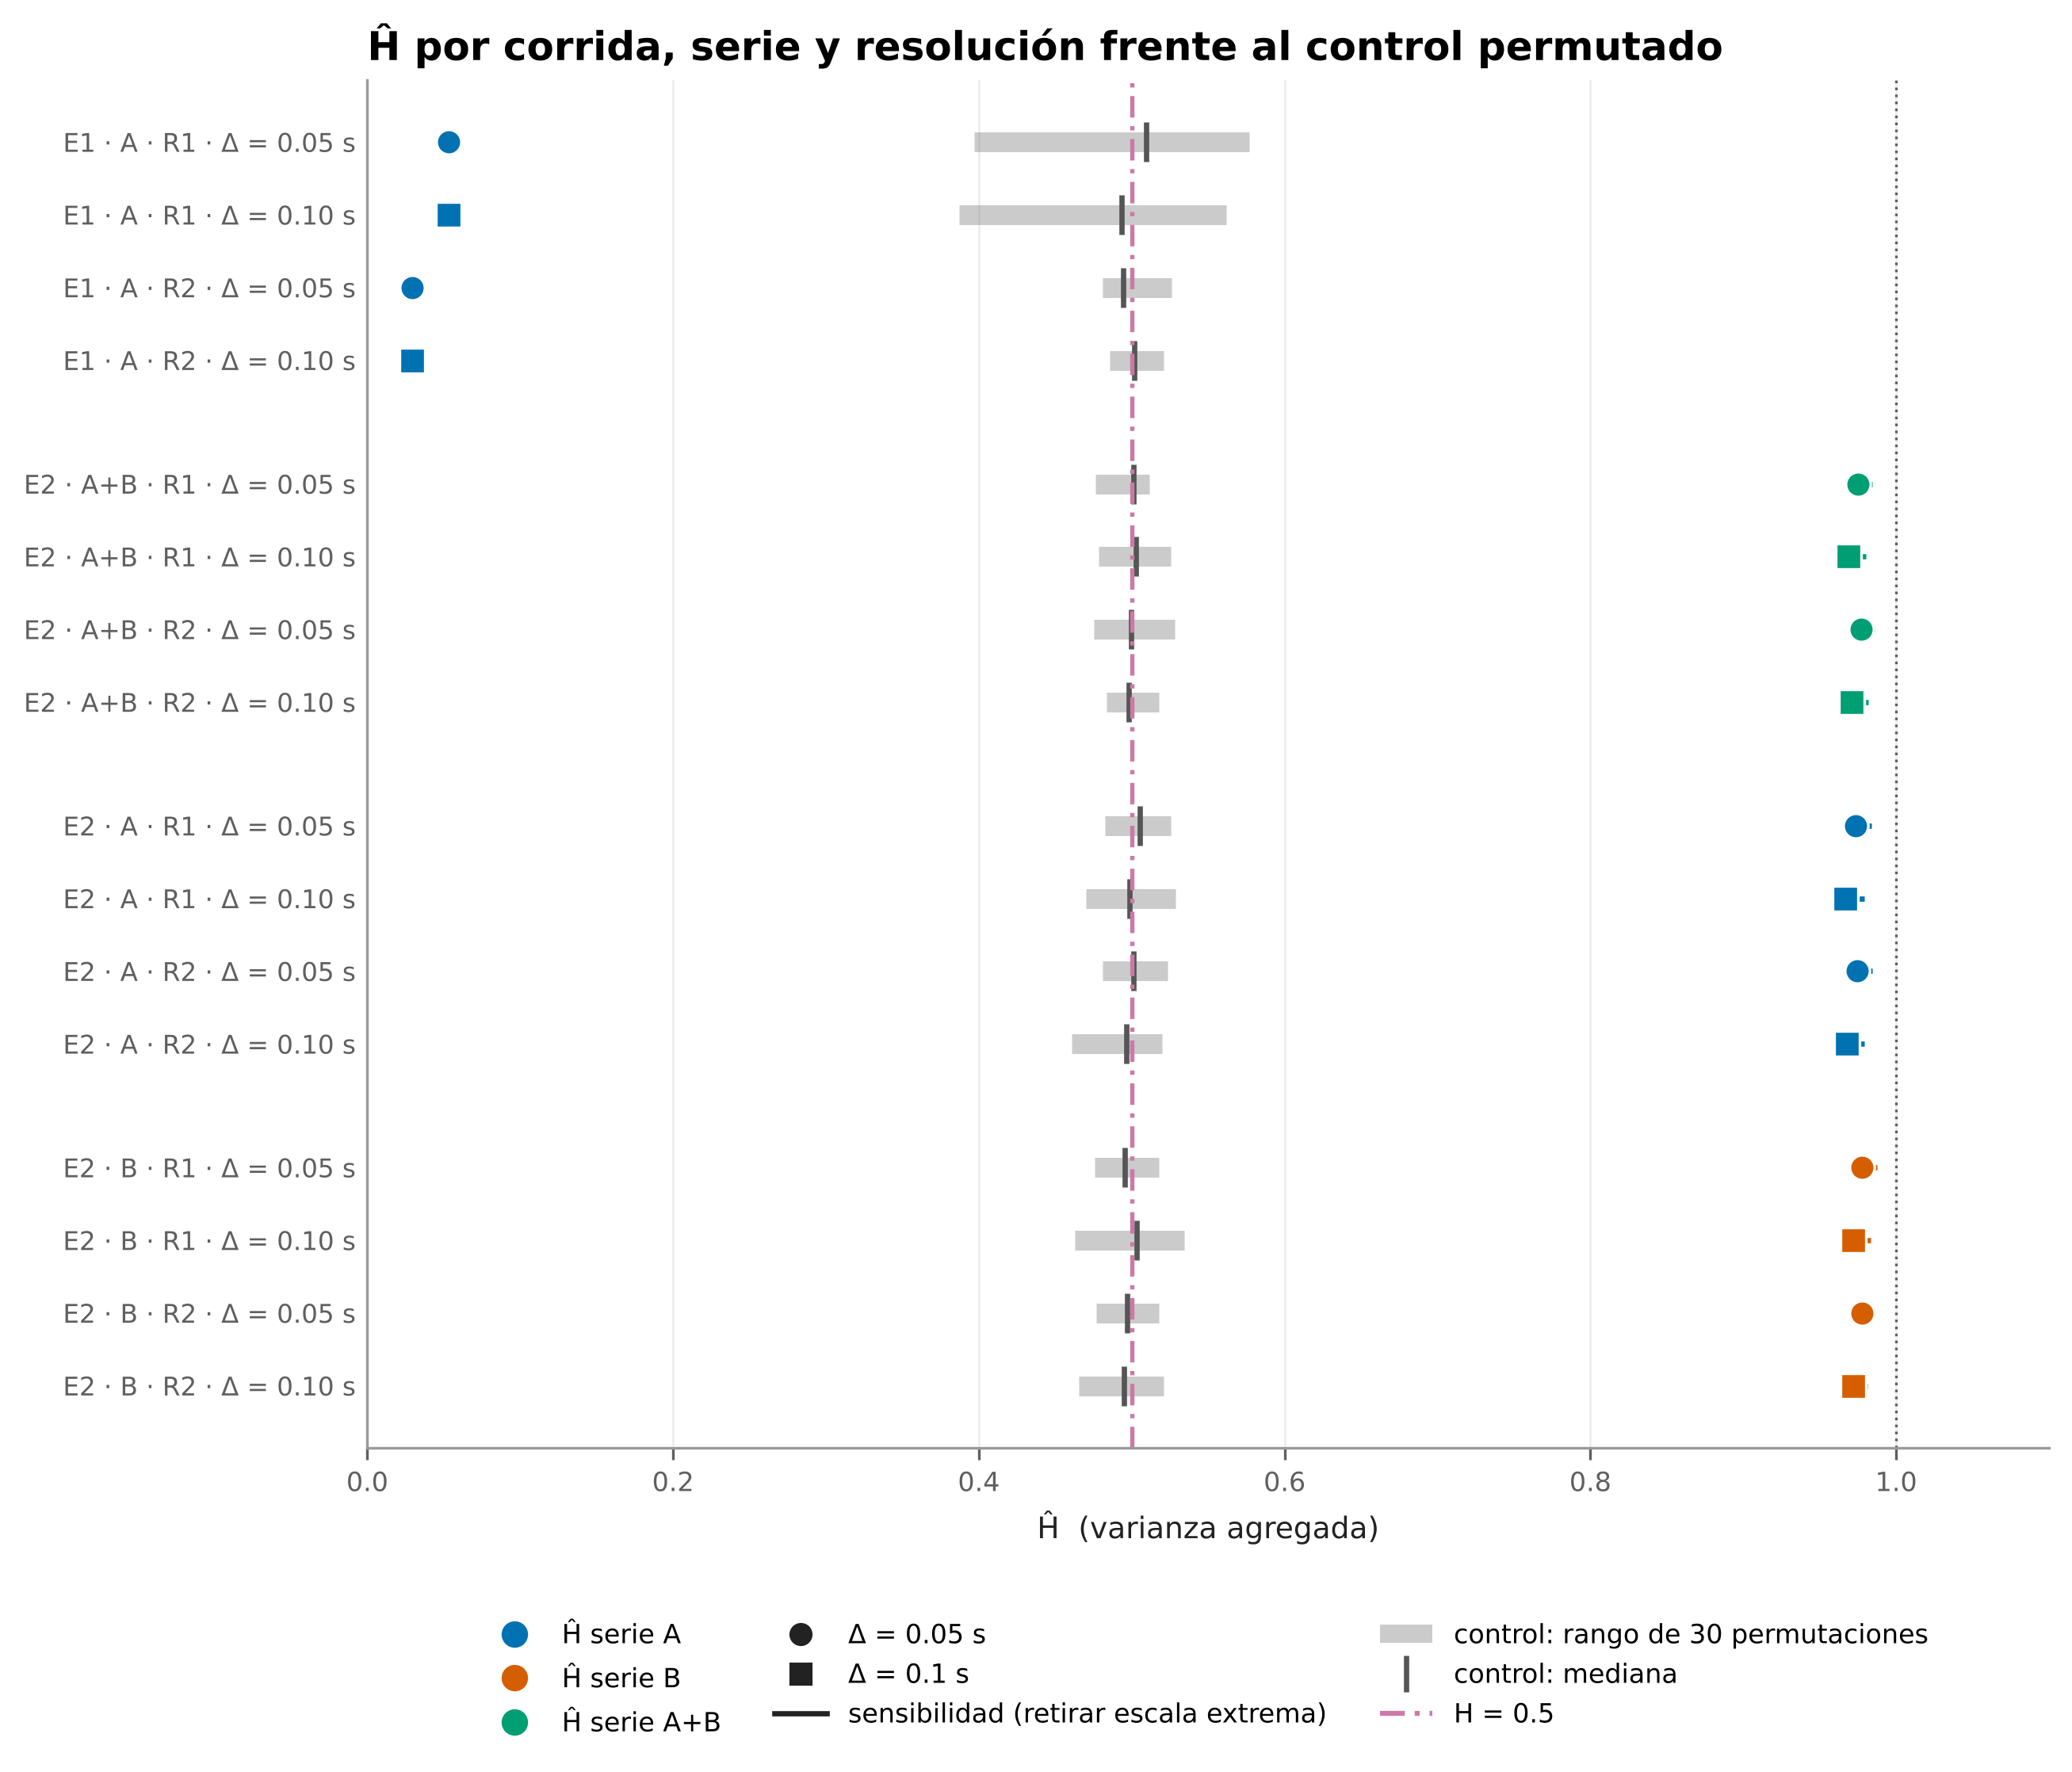 Ĥ por corrida, serie y resolución frente al control permutado
E1 · A · R1 · Δ = 0.05 s
E1 · A · R1 · Δ = 0.10 s
E1 · A · R2 · Δ = 0.05 s
E1 · A · R2 · Δ = 0.10 s
E2 · A+B · R1 · Δ = 0.05 s
E2 · A+B · R1 · Δ = 0.10 s
E2 · A+B · R2 · Δ = 0.05 s
E2 · A+B · R2 · Δ = 0.10 s
E2 · A · R1 · Δ = 0.05 s
E2 · A · R1 · Δ = 0.10 s
E2 · A · R2 · Δ = 0.05 s
E2 · A · R2 · Δ = 0.10 s
E2 · B · R1 · Δ = 0.05 s
E2 · B · R1 · Δ = 0.10 s
E2 · B · R2 · Δ = 0.05 s
E2 · B · R2 · Δ = 0.10 s
0.0 0.2 0.4 0.6 0.8 1.0
Ĥ (varianza agregada)
Ĥ serie A
Ĥ serie B
Ĥ serie A+B
Δ = 0.05 s
Δ = 0.1 s
sensibilidad (retirar escala extrema)
control: rango de 30 permutaciones
control: mediana
H = 0.5